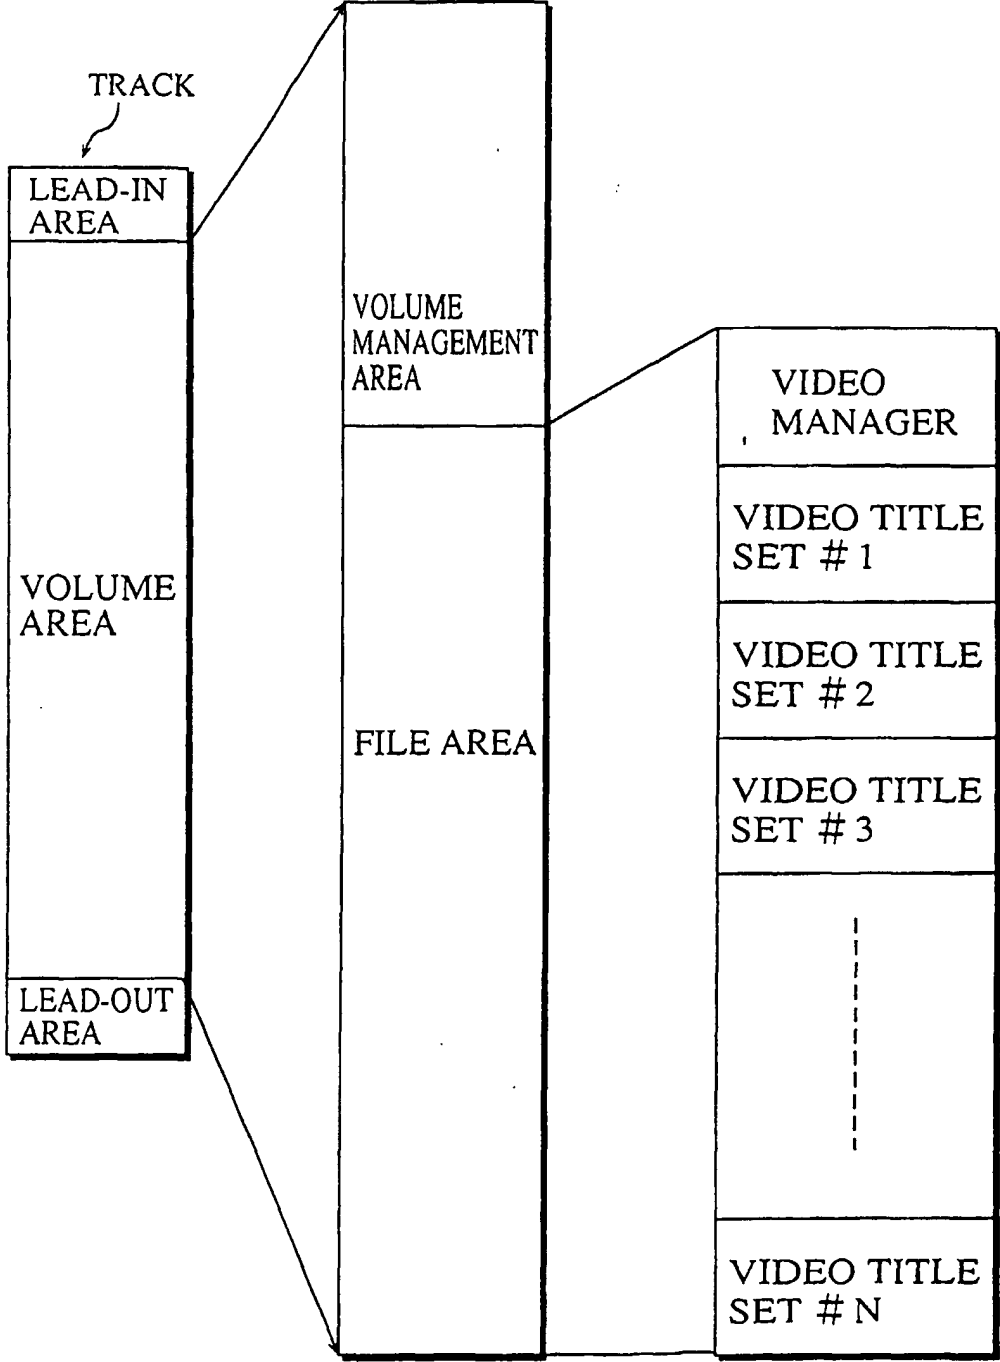 TRACK
LEAD-IN
AREA
VOLUME
AREA
LEAD-OUT
AREA
VOLUME
MANAGEMENT
AREA
FILE AREA
VIDEO
MANAGER
VIDEO TITLE
SET # 1
VIDEO TITLE
SET # 2
VIDEO TITLE
SET # 3
VIDEO TITLE
SET # N